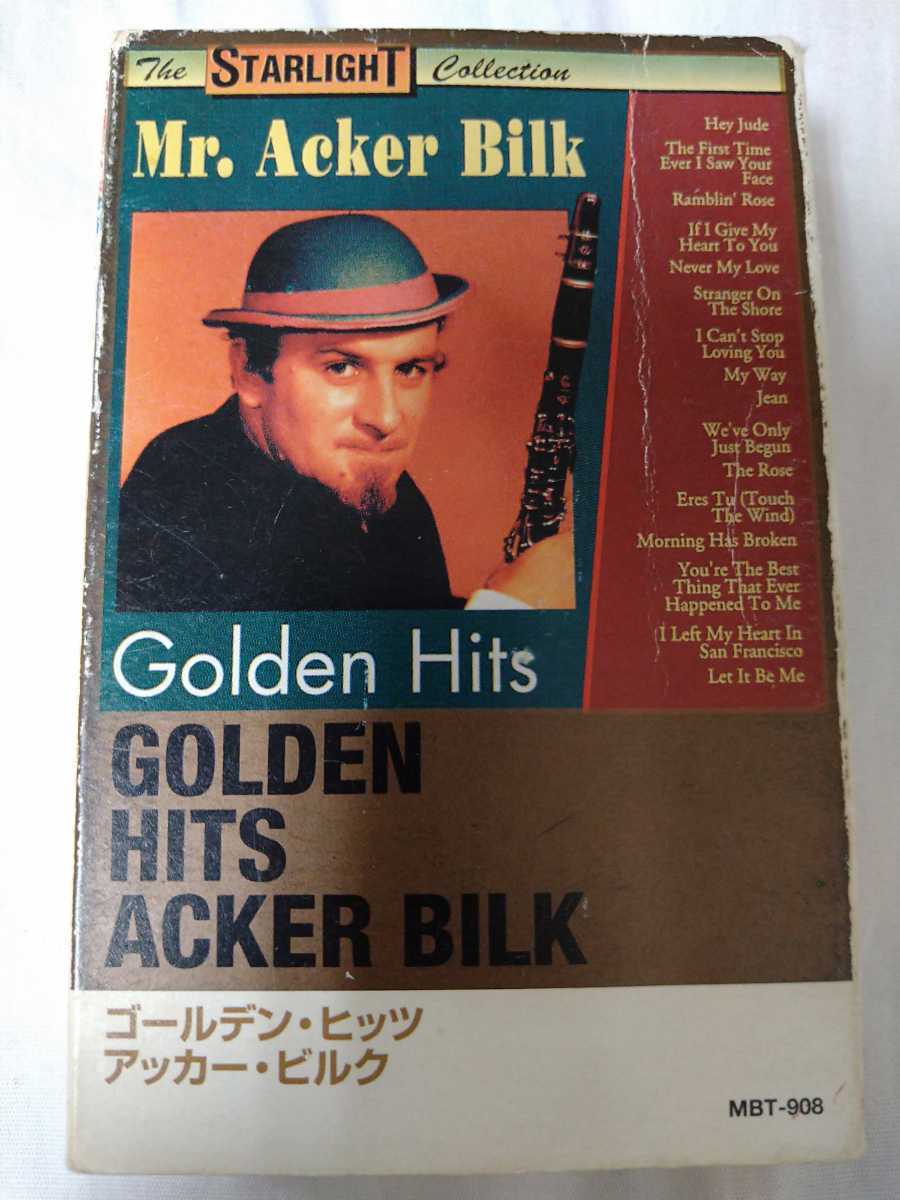 The STARLIGHT Collection
Mr. Acker Bilk
Hey Jude
The First Time
Ever I Saw Your
Face
Ramblin' Rose
If I Give My
Heart To You
Never My Love
Stranger On
The Shore
I Can't Stop
Loving You
My Way
Jean
We've Only
Just Begun
The Rose
Eres Tu (Touch
The Wind)
Morning Has Broken
You're The Best
Thing That Ever
Happened To Me
I Left My Heart In
San Francisco
Let It Be Me
Golden Hits
GOLDEN
HITS
ACKER BILK
ゴールデン・ヒッツ
アッカー・ビルク
MBT-908